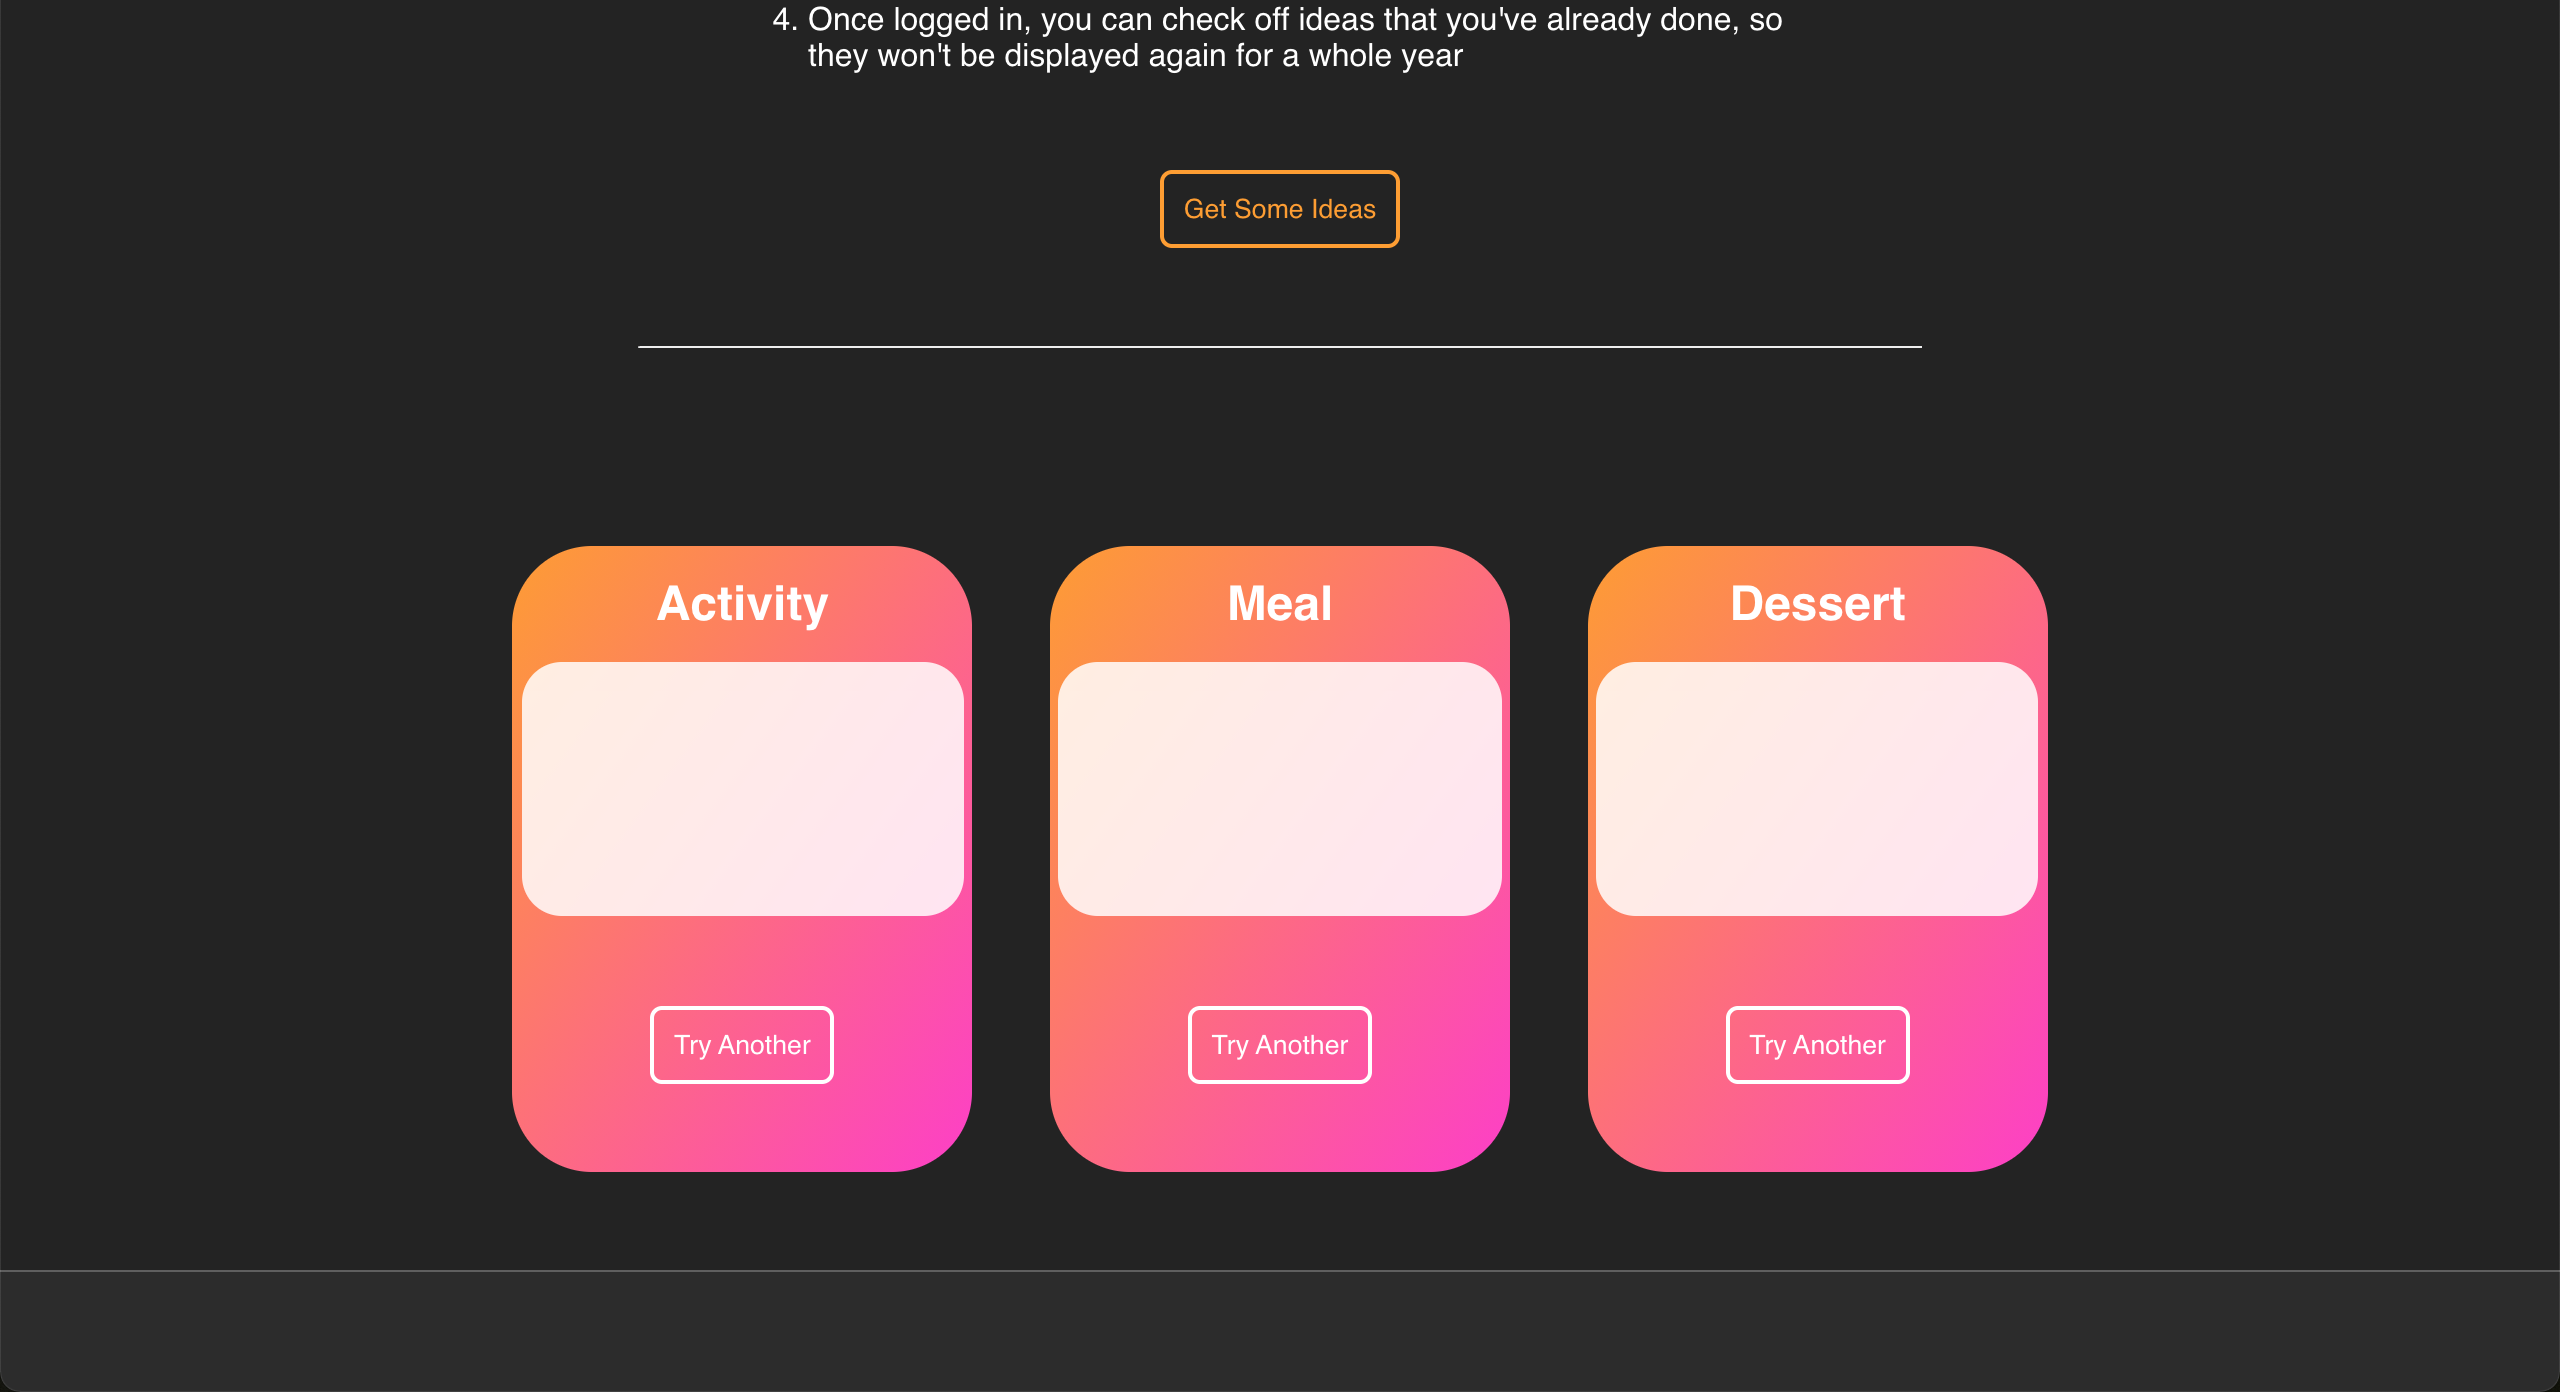 4. Once logged in, you can check off ideas that you've already done, so
they won't be displayed again for a whole year
Get Some Ideas
Activity
Meal
Dessert
Try Another
Try Another
Try Another